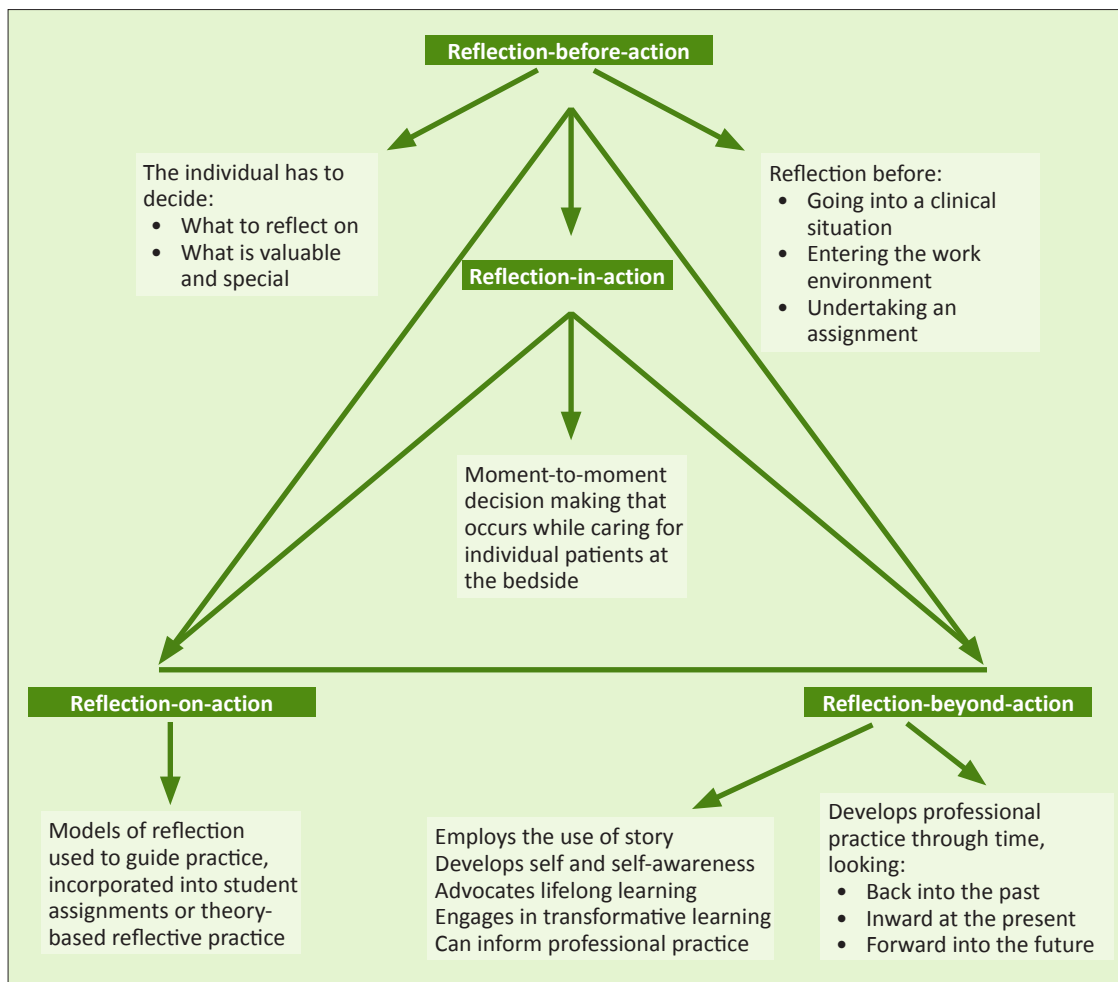 Reflection-before-action
The individual has to
decide:
• What to reflect on
• What is valuable
and special
Reflection before:
• Going into a clinical
situation
• Entering the work
environment
• Undertaking an
assignment
Reflection-in-action
Moment-to-moment
decision making that
occurs while caring for
individual patients at
the bedside
Reflection-on-action
Models of reflection
used to guide practice,
incorporated into student
assignments or theory-
based reflective practice
Reflection-beyond-action
Employs the use of story
Develops self and self-awareness
Advocates lifelong learning
Engages in transformative learning
Can inform professional practice
Develops professional
practice through time,
looking:
• Back into the past
• Inward at the present
• Forward into the future